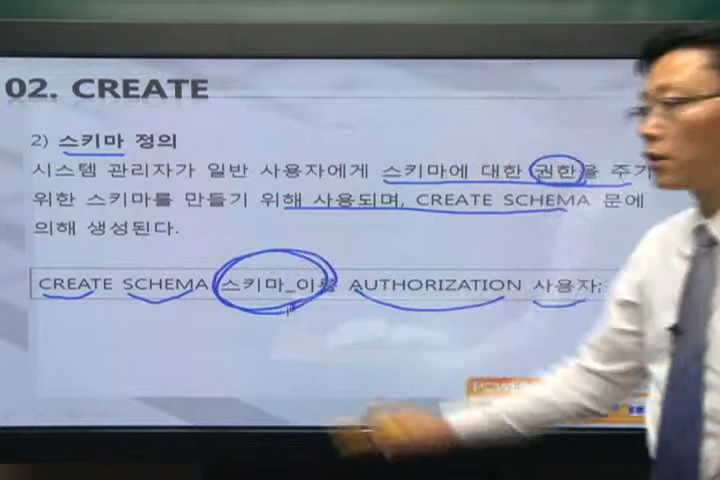 02. CREATE
2) 스키마 정의
시스템 관리자가 일반 사용자에게 스키마에 대한 권한을 주기
위한 스키마를 만들기 위해 사용되며, CREATE SCHEMA 문에
의해 생성된다.
CREATE SCHEMA 스키마_이름 AUTHORIZATION 사용자;